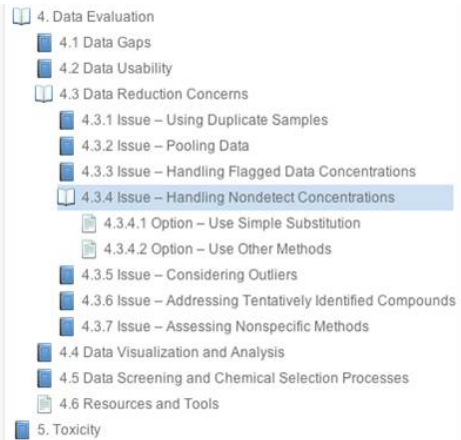 4. Data Evaluation
4.1 Data Gaps
4.2 Data Usability
4.3 Data Reduction Concerns
4.3.1 Issue – Using Duplicate Samples
4.3.2 Issue – Pooling Data
4.3.3 Issue – Handling Flagged Data Concentrations
4.3.4 Issue – Handling Nondetect Concentrations
4.3.4.1 Option – Use Simple Substitution
4.3.4.2 Option – Use Other Methods
4.3.5 Issue – Considering Outliers
4.3.6 Issue – Addressing Tentatively Identified Compounds
4.3.7 Issue – Assessing Nonspecific Methods
4.4 Data Visualization and Analysis
4.5 Data Screening and Chemical Selection Processes
4.6 Resources and Tools
5. Toxicity